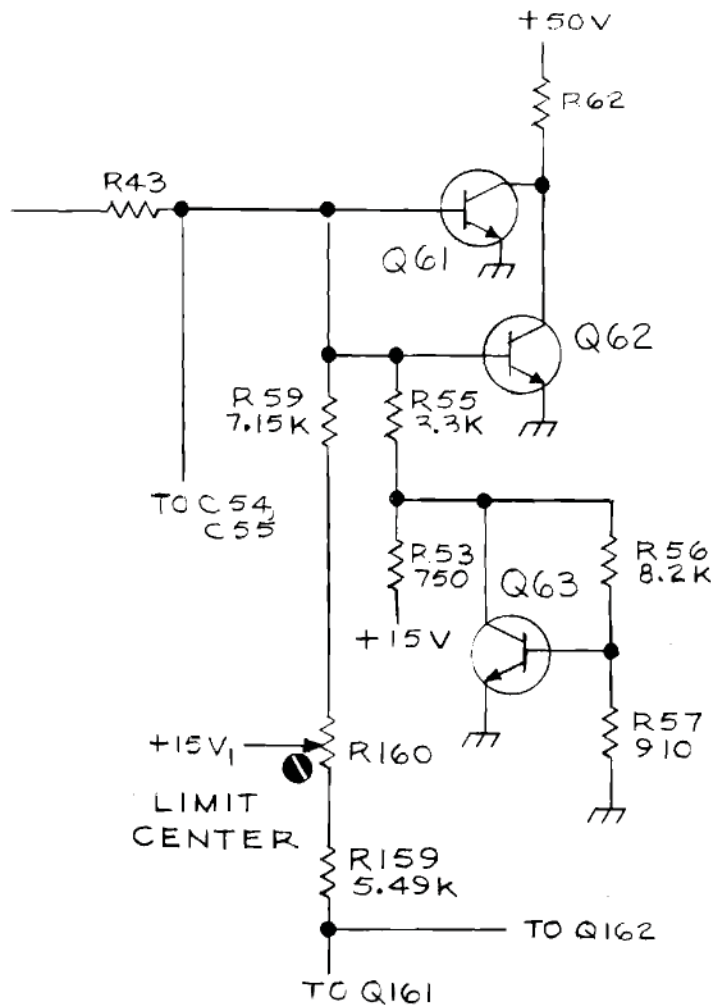 +50V
R62
R43
Q61
Q62
R59
7.15K
R55
3.3K
TO C54,
C55
R53
750
Q63
R56
8.2K
+15V
R57
910
+15V1
R160
LIMIT
CENTER
R159
5.49K
TO Q162
TO Q161